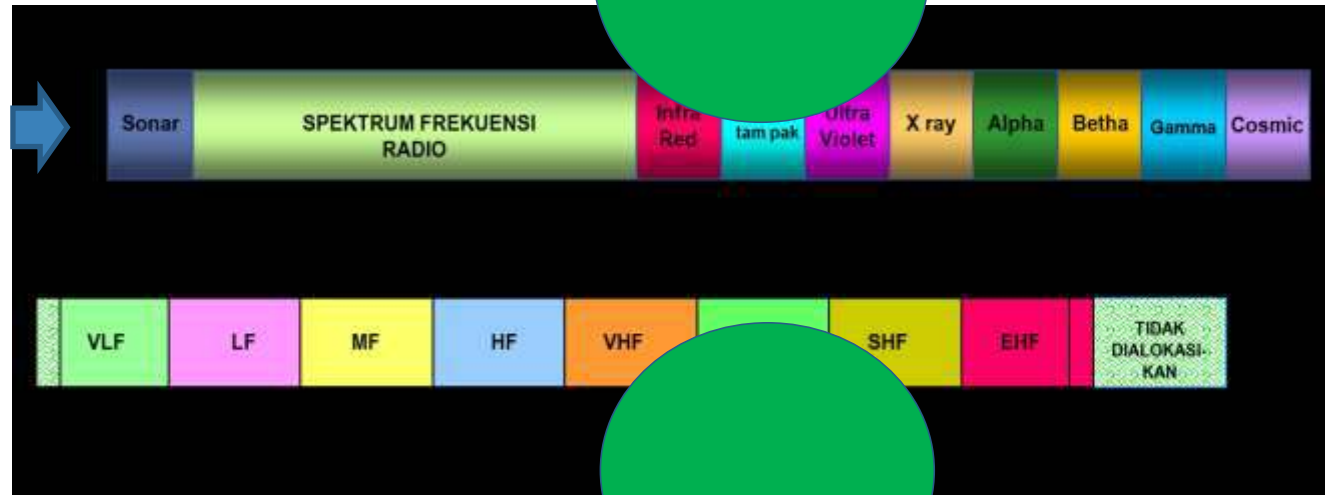 Sonar
SPEKTRUM FREKUENSI
RADIO
Infra
Red
tam pak
Ultra
Violet
X ray
Alpha
Betha
Gamma
Cosmic
VLF
LF
MF
HF
VHF
SHF
EHF
TIDAK
DIALOKASI-
KAN